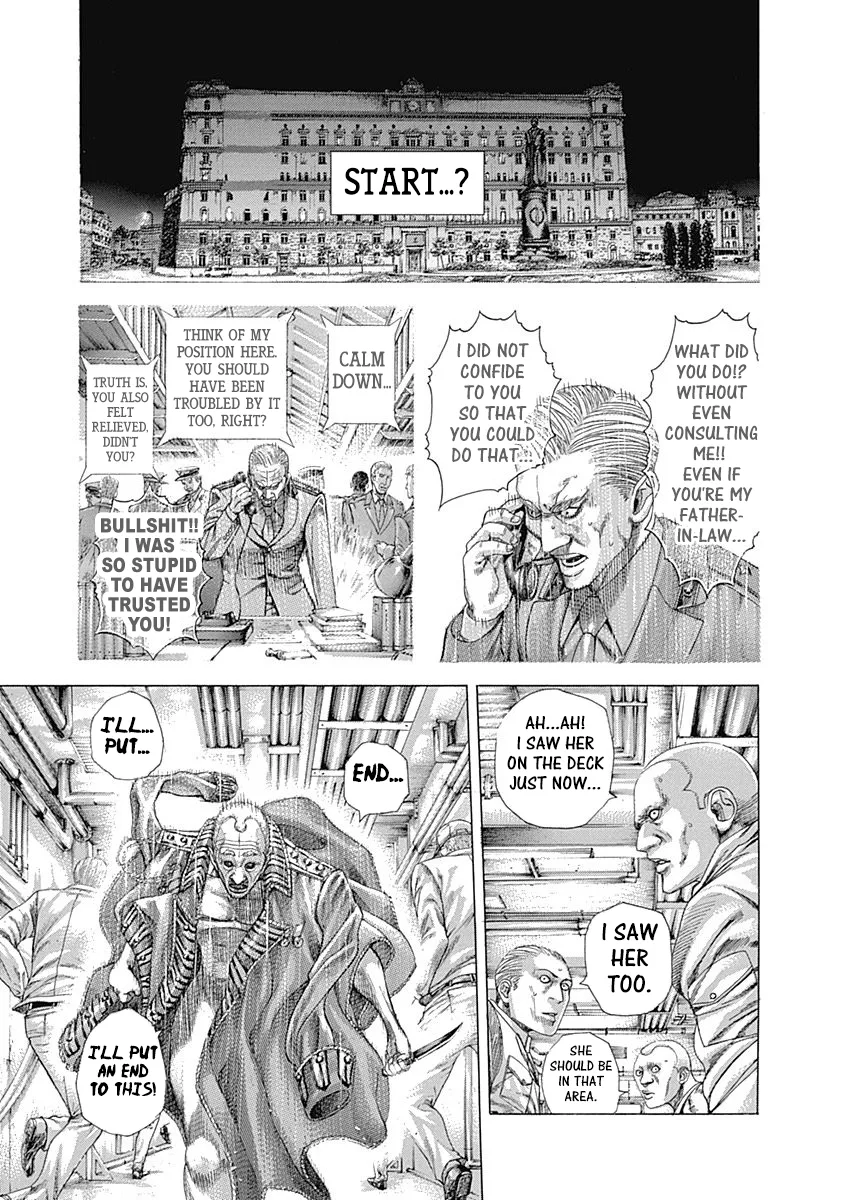 START...?
WHAT DID
YOU DO!?
WITHOUT
EVEN
CONSULTING
ME!!
EVEN IF
YOU'RE MY
FATHER-
IN-LAW...
I DID NOT
CONFIDE
TO YOU
SO THAT
YOU COULD
DO THAT...
CALM
DOWN...
THINK OF MY
POSITION HERE.
YOU SHOULD
HAVE BEEN
TROUBLED BY IT
TOO, RIGHT?
TRUTH IS,
YOU ALSO
FELT
RELIEVED,
DIDN'T
YOU?
BULLSHIT!!
I WAS
SO STUPID
TO HAVE
TRUSTED
YOU!
AH...AH!
I SAW HER
ON THE DECK
JUST NOW...
I SAW
HER
TOO.
SHE
SHOULD BE
IN THAT
AREA.
END...
I'LL...
PUT...
I'LL PUT
AN END
TO THIS!